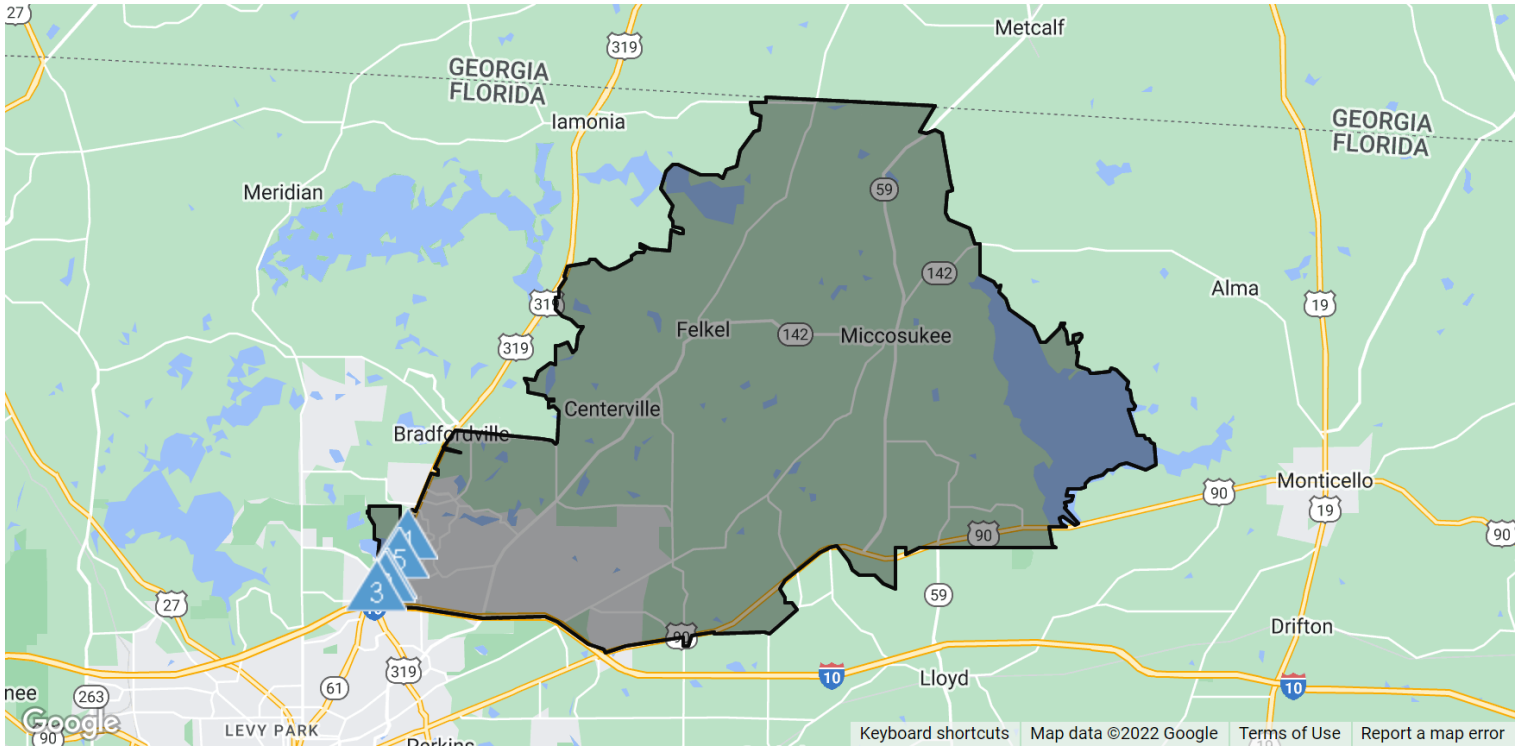 27
Metcalf
319
GEORGIA
FLORIDA
Iamonia
GEORGIA
FLORIDA
Meridian
59
142
Alma
319
19
319
Felkel
142
Miccosukee
Centerville
Bradfordville
Monticello
90
19
90
90
5
3
10
27
59
90
Drifton
319
10
Lloyd
10
nee
263
61
Google
90
LEVY PARK
Perkins
19
Keyboard shortcuts
Map data ©2022 Google
Terms of Use
Report a map error